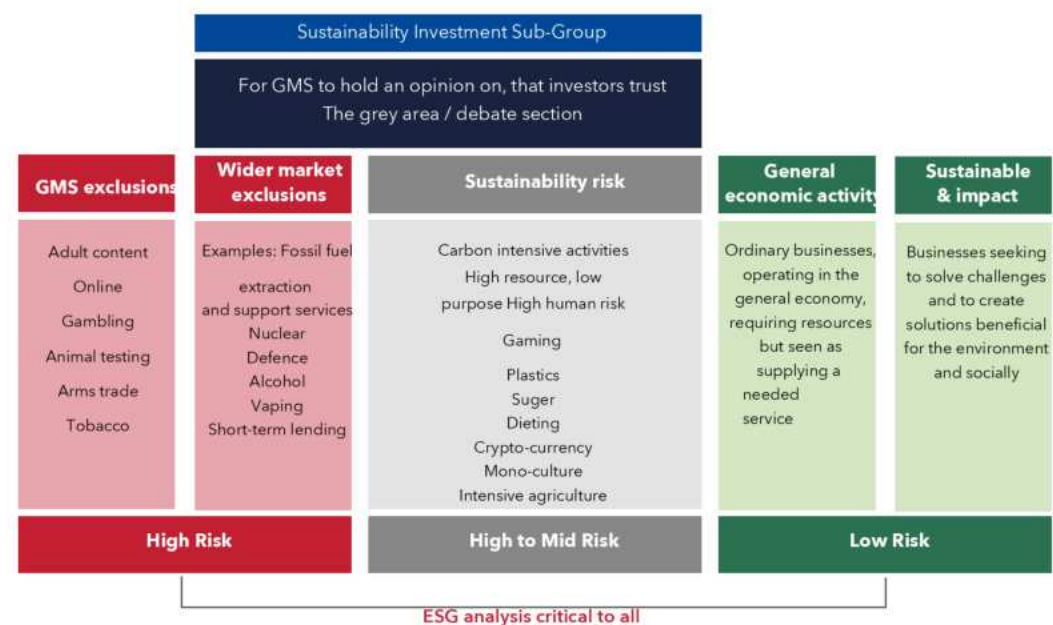 Sustainability Investment Sub-Group
For GMS to hold an opinion on, that investors trust
The grey area / debate section
GMS exclusions
Adult content
Online
Gambling
Animal testing
Arms trade
Tobacco
Wider market
exclusions
Examples: Fossil fuel
extraction
and support services
Nuclear
Defence
Alcohol
Vaping
Short-term lending
High Risk
Sustainability risk
Carbon intensive activities
High resource, low
purpose High human risk
Gaming
Plastics
Suger
Dieting
Crypto-currency
Mono-culture
Intensive agriculture
High to Mid Risk
General
economic activity
Ordinary businesses,
operating in the
general economy,
requiring resources
but seen as
supplying a
needed
service
Sustainable
& impact
Businesses seeking
to solve challenges
and to create
solutions beneficial
for the environment
and socially
Low Risk
ESG analysis critical to all